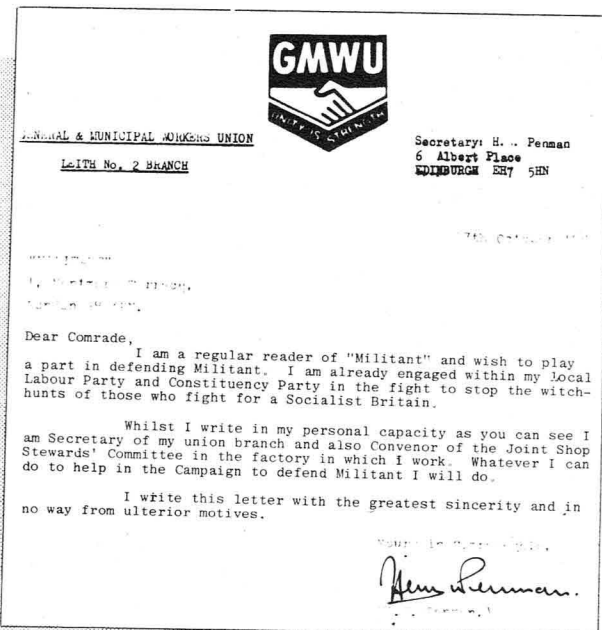 GMWU
UNITY IS STRENGTH
GENERAL & MUNICIPAL WORKERS UNION
LEITH No. 2 BRANCH
Secretary: H. Penman
6 Albert Place
EDINBURGH EH7 5HN
7th October
Dear Comrade,
I am a regular reader of "Militant" and wish to play
a part in defending Militant. I am already engaged within my Local
Labour Party and Constituency Party in the fight to stop the witch-
hunts of those who fight for a Socialist Britain.
Whilst I write in my personal capacity as you can see I
am Secretary of my union branch and also Convenor of the Joint Shop
Stewards' Committee in the factory in which I work. Whatever I can
do to help in the Campaign to defend Militant I will do.
I write this letter with the greatest sincerity and in
no way from ulterior motives.
Penman.